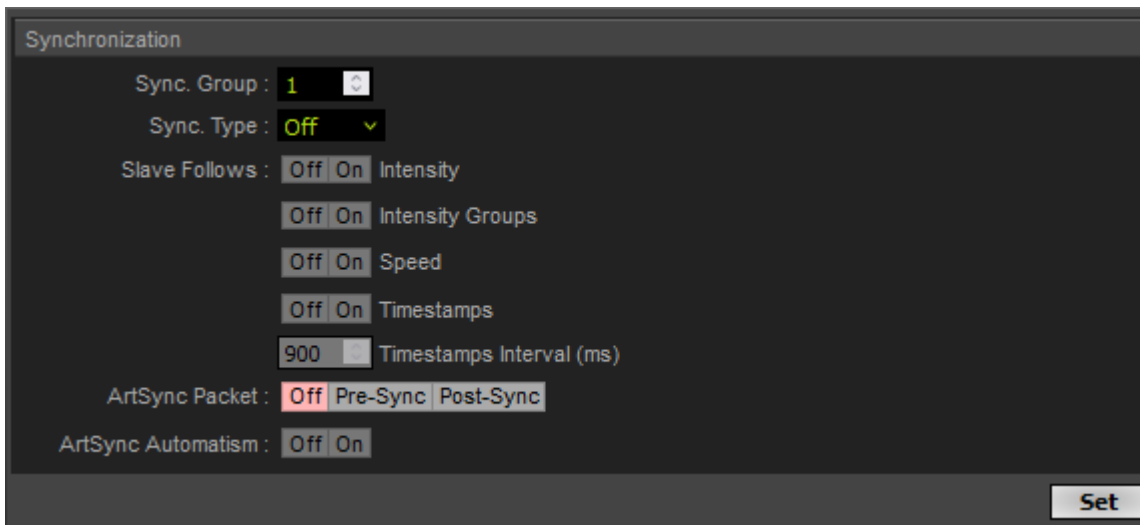 Synchronization
Sync. Group : 1
Sync. Type : Off
Slave Follows : Off On Intensity
Off On Intensity Groups
Off On Speed
Off On Timestamps
900 Timestamps Interval (ms)
ArtSync Packet : Off Pre-Sync Post-Sync
ArtSync Automatism : Off On
Set